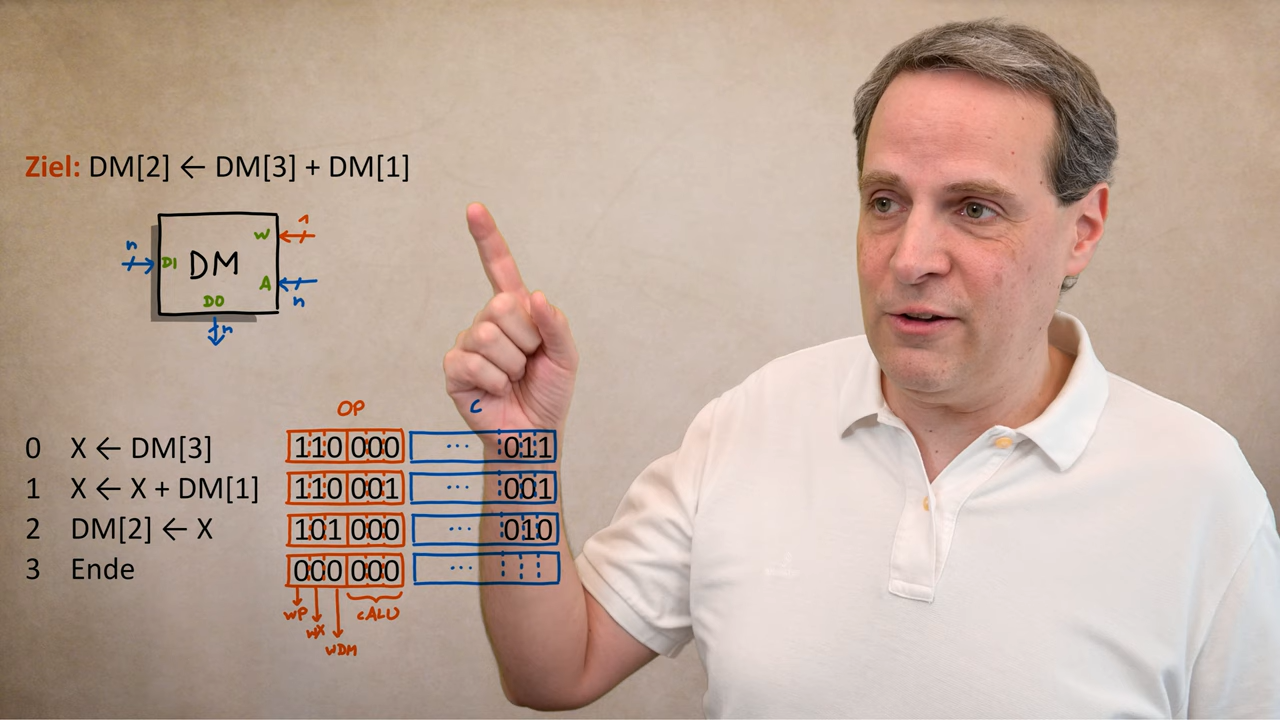 Ziel: DM[2] ← DM[3] + DM[1]
n DI DM W 1
A n
DO n
OP C
0 X ← DM[3] 110 000 ... 011
1 X ← X + DM[1] 110 001 ... 001
2 DM[2] ← X 101 000 ... 010
3 Ende 000 000 ...
wP wX wDM cALU